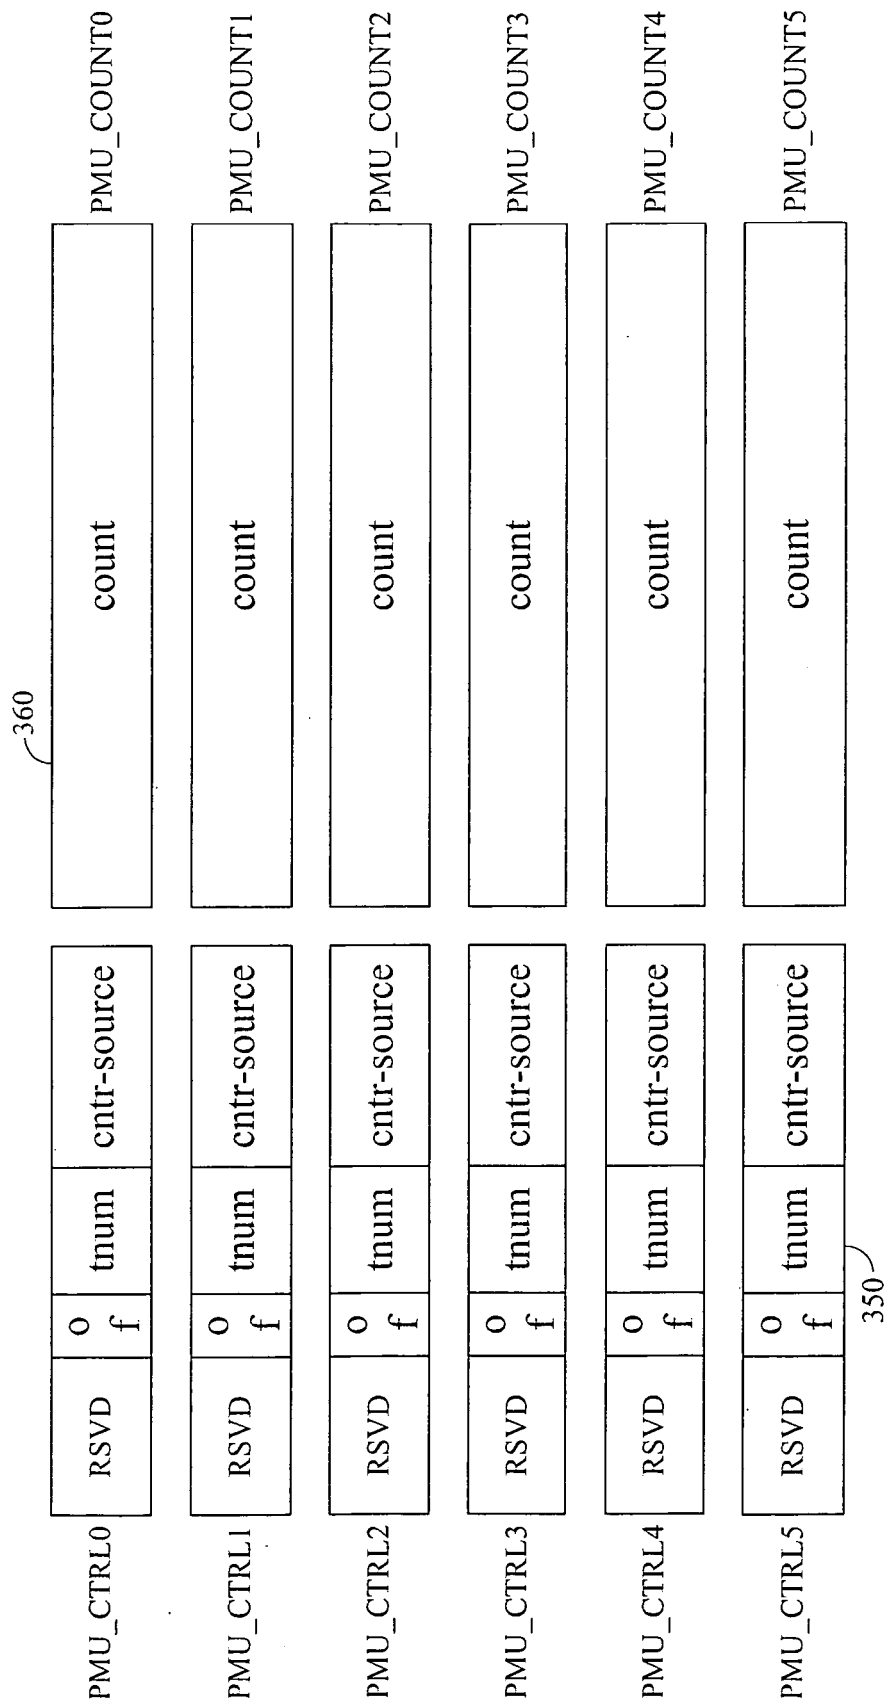 360
PMU_CTRL0 RSVD o f tnum cntr-source count PMU_COUNT0
PMU_CTRL1 RSVD o f tnum cntr-source count PMU_COUNT1
PMU_CTRL2 RSVD o f tnum cntr-source count PMU_COUNT2
PMU_CTRL3 RSVD o f tnum cntr-source count PMU_COUNT3
PMU_CTRL4 RSVD o f tnum cntr-source count PMU_COUNT4
PMU_CTRL5 RSVD o f tnum cntr-source count PMU_COUNT5
350